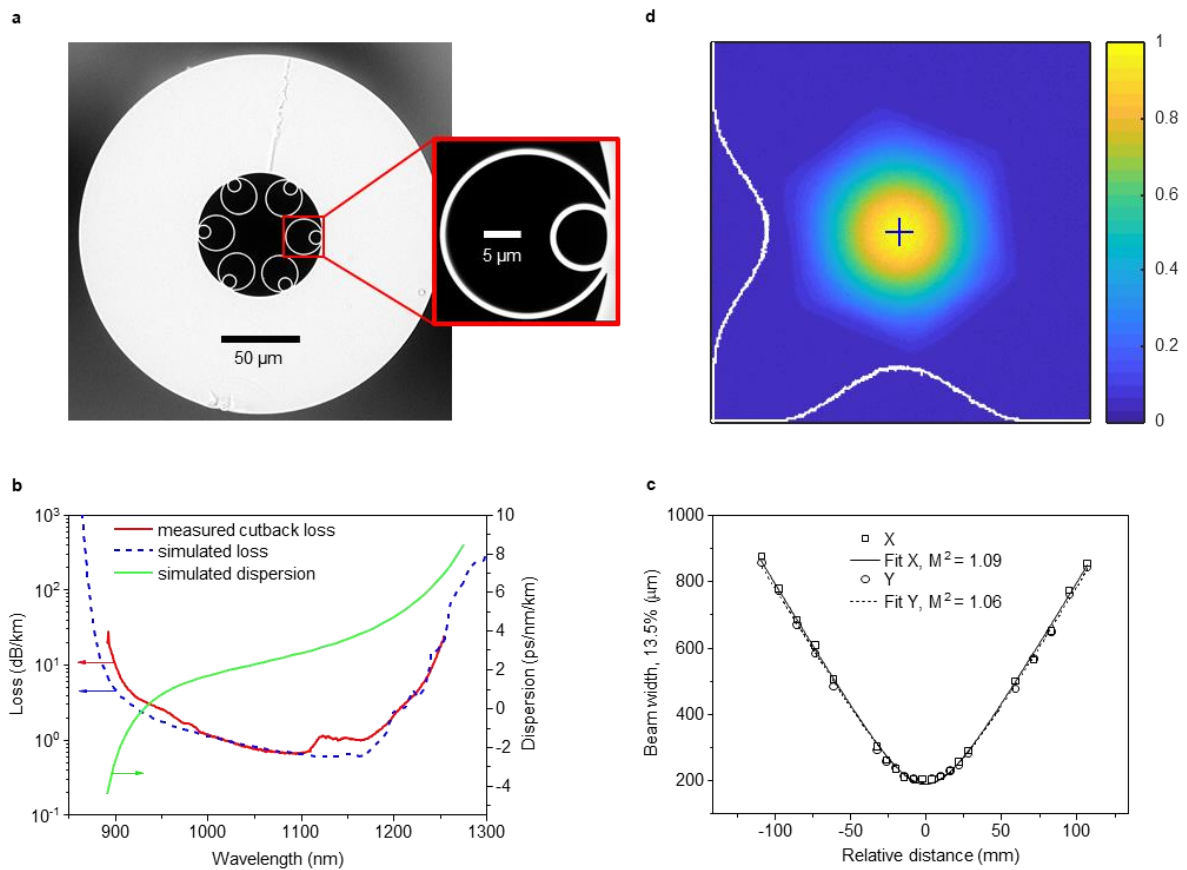 a
50 µm
5 µm
d
1
0.8
0.6
0.4
0.2
0
b
10³
10²
10¹
10⁰
10⁻¹
Loss (dB/km)
measured cutback loss
simulated loss
simulated dispersion
10
8
6
4
2
0
-2
-4
Dispersion (ps/nm/km)
900
1000
1100
1200
1300
Wavelength (nm)
c
1000
800
600
400
200
Beam width, 13.5% (µm)
X
Fit X, M² = 1.09
Y
Fit Y, M² = 1.06
-100
-50
0
50
100
Relative distance (mm)